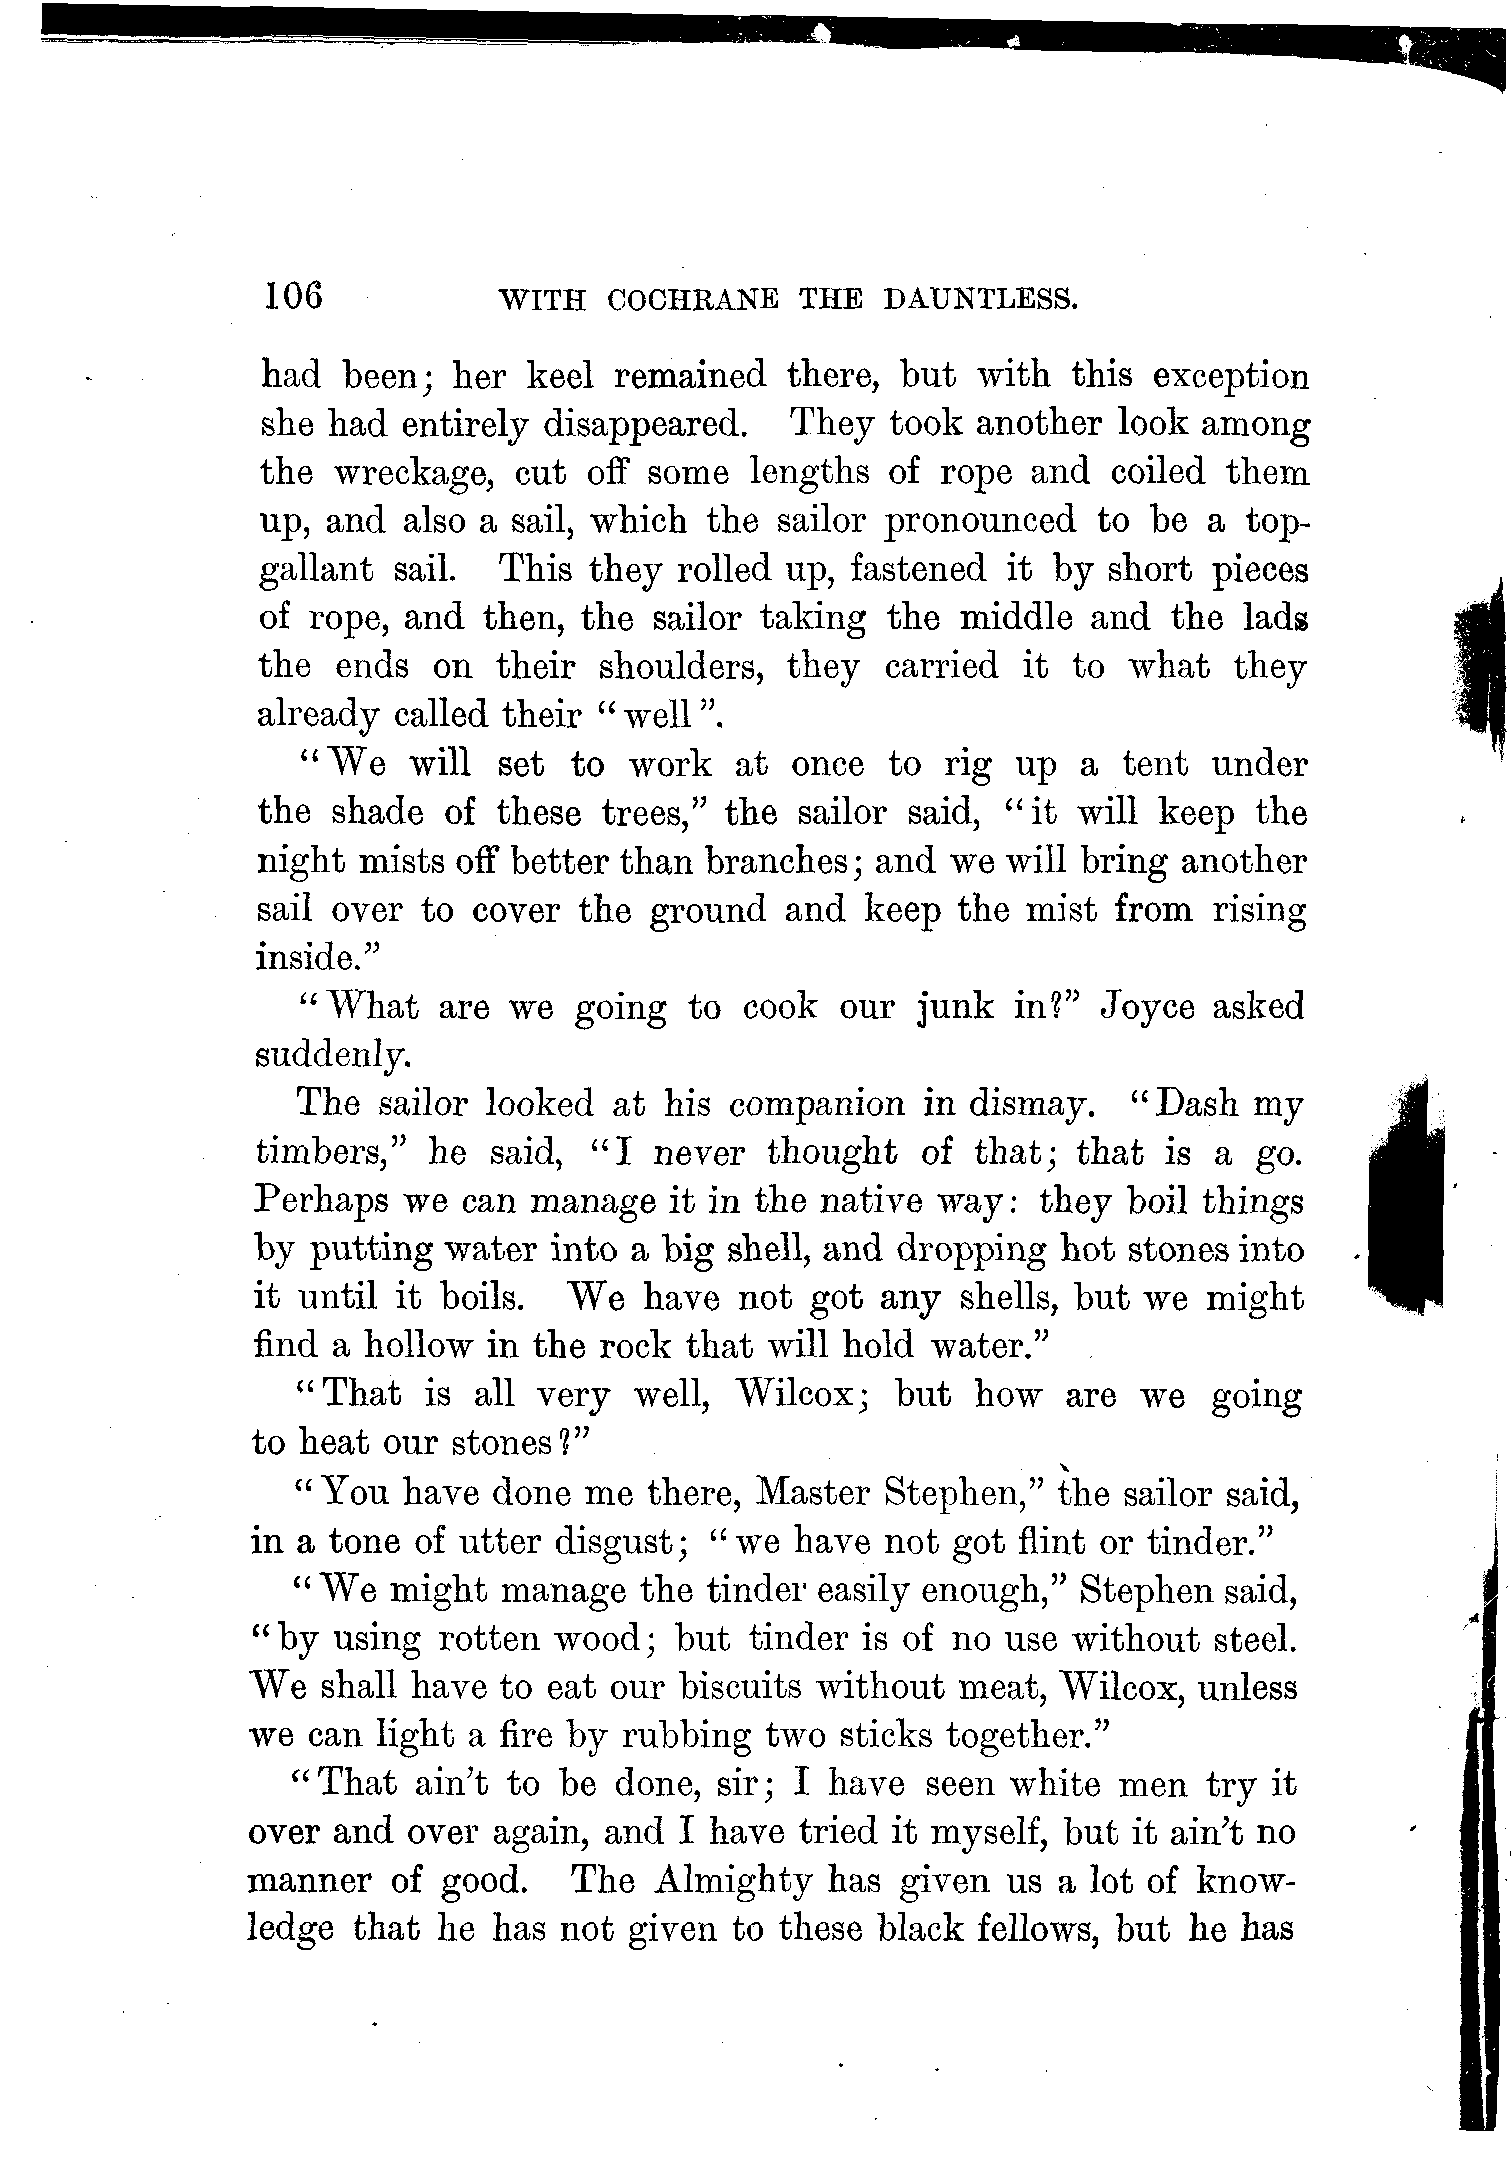 106 WITH COCHRANE THE DAUNTLESS.
had been; her keel remained there, but with this exception
she had entirely disappeared. They took another look among
the wreckage, cut off some lengths of rope and coiled them
up, and also a sail, which the sailor pronounced to be a top-
gallant sail. This they rolled up, fastened it by short pieces
of rope, and then, the sailor taking the middle and the lads
the ends on their shoulders, they carried it to what they
already called their "well".
"We will set to work at once to rig up a tent under
the shade of these trees," the sailor said, "it will keep the
night mists off better than branches; and we will bring another
sail over to cover the ground and keep the mist from rising
inside."
"What are we going to cook our junk in?" Joyce asked
suddenly.
The sailor looked at his companion in dismay. "Dash my
timbers," he said, "I never thought of that; that is a go.
Perhaps we can manage it in the native way: they boil things
by putting water into a big shell, and dropping hot stones into
it until it boils. We have not got any shells, but we might
find a hollow in the rock that will hold water."
"That is all very well, Wilcox; but how are we going
to heat our stones?"
"You have done me there, Master Stephen," the sailor said,
in a tone of utter disgust; "we have not got flint or tinder."
"We might manage the tinder easily enough," Stephen said,
"by using rotten wood; but tinder is of no use without steel.
We shall have to eat our biscuits without meat, Wilcox, unless
we can light a fire by rubbing two sticks together."
"That ain't to be done, sir; I have seen white men try it
over and over again, and I have tried it myself, but it ain't no
manner of good. The Almighty has given us a lot of know-
ledge that he has not given to these black fellows, but he has